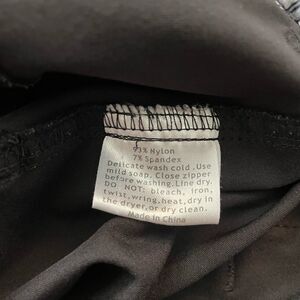 93% Nylon
7% Spandex
Delicate wash cold .Use
mild soap. Close zipper
before washing. Line dry.
DO NOT: bleach, iron,
twist, wring, heat, in
the dryer, or dry clean.
Made in China